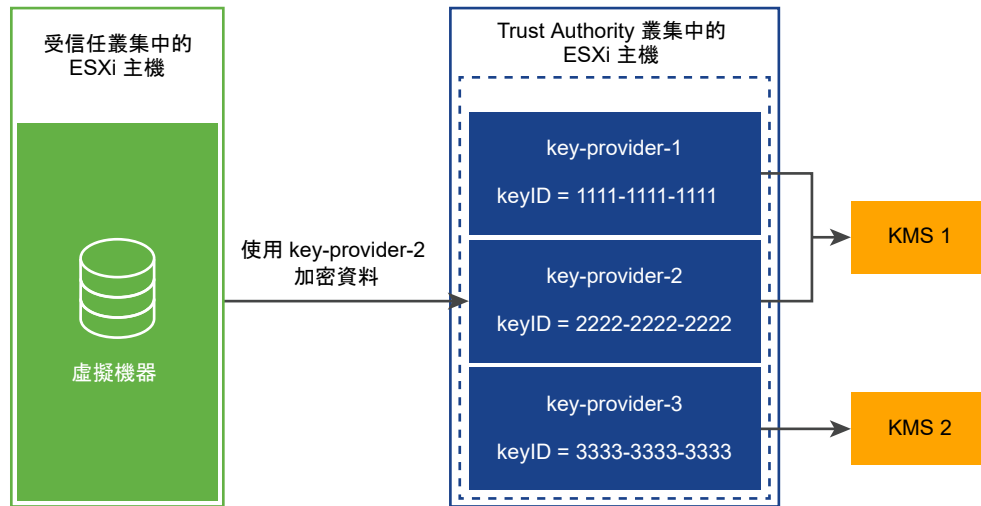 受信任叢集中的
ESXi 主機
虛擬機器
使用 key-provider-2
加密資料
Trust Authority 叢集中的
ESXi 主機
key-provider-1
keyID = 1111-1111-1111
key-provider-2
keyID = 2222-2222-2222
key-provider-3
keyID = 3333-3333-3333
KMS 1
KMS 2